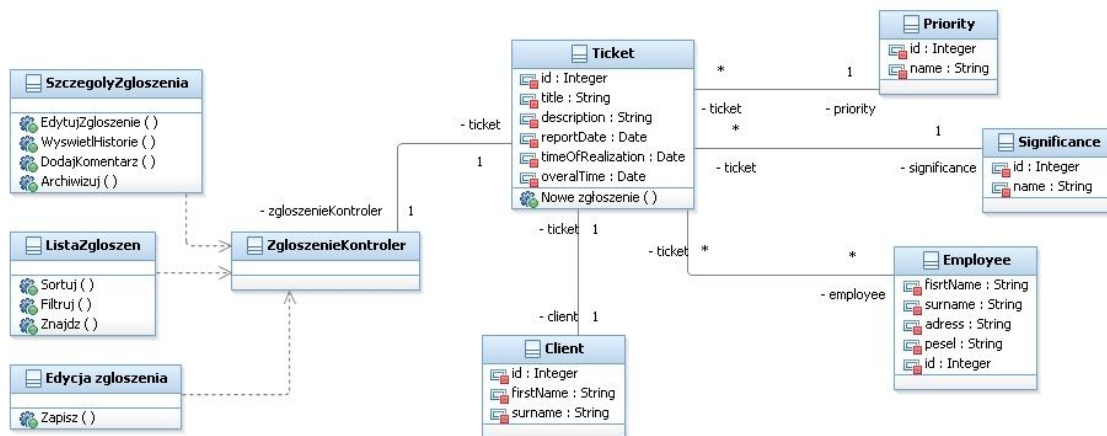 SzczegolyZgloszenia
EdytujZgloszenie ( )
WyswietlHistorie ( )
DodajKomentarz ( )
Archiwizuj ( )
ListaZgloszen
Sortuj ( )
Filtruj ( )
Znajdz ( )
Edycja zgloszenia
Zapisz ( )
- zgloszenieKontroler
1
ZgloszenieKontroler
- ticket
1
Ticket
id : Integer
title : String
description : String
reportDate : Date
timeOfRealization : Date
overalTime : Date
Nowe zgłoszenie ( )
* 1
- ticket - priority
Priority
id : Integer
name : String
* 1
- ticket - significance
Significance
id : Integer
name : String
- ticket 1
- client 1
Client
id : Integer
firstName : String
surname : String
- ticket * *
- employee
Employee
fisrtName : String
surname : String
adress : String
pesel : String
id : Integer